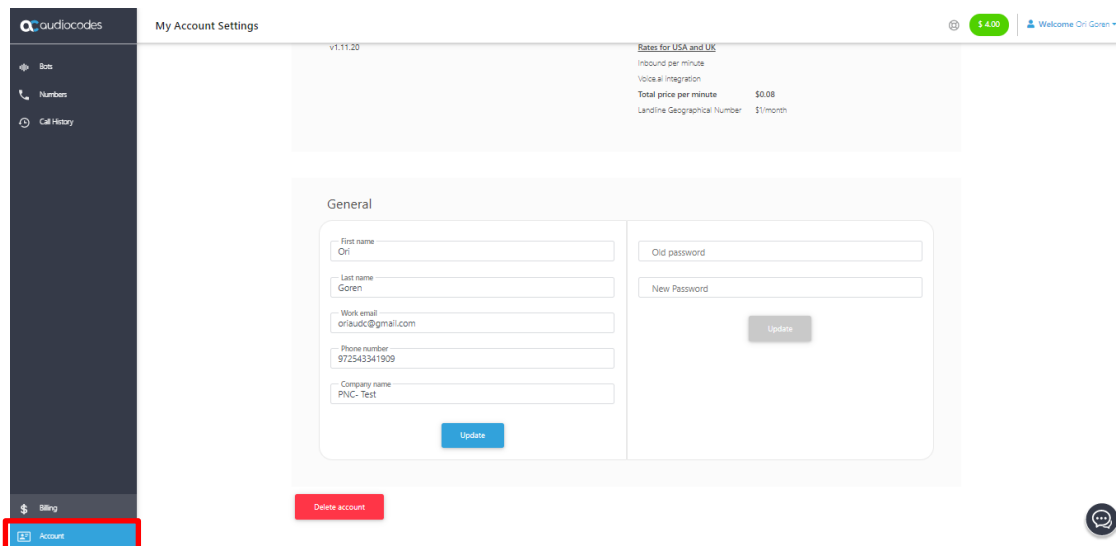 audiocodes
My Account Settings
$ 4.00
Welcome Ori Goren
Bots
Numbers
Call History
Billing
Account
v1.11.20
Rates for USA and UK
Inbound per minute
Voice.ai integration
Total price per minute $0.08
Landline Geographical Number $1/month
General
First name
Ori
Last name
Goren
Work email
oriaudc@gmail.com
Phone number
972543341909
Company name
PNC- Test
Update
Old password
New Password
Update
Delete account